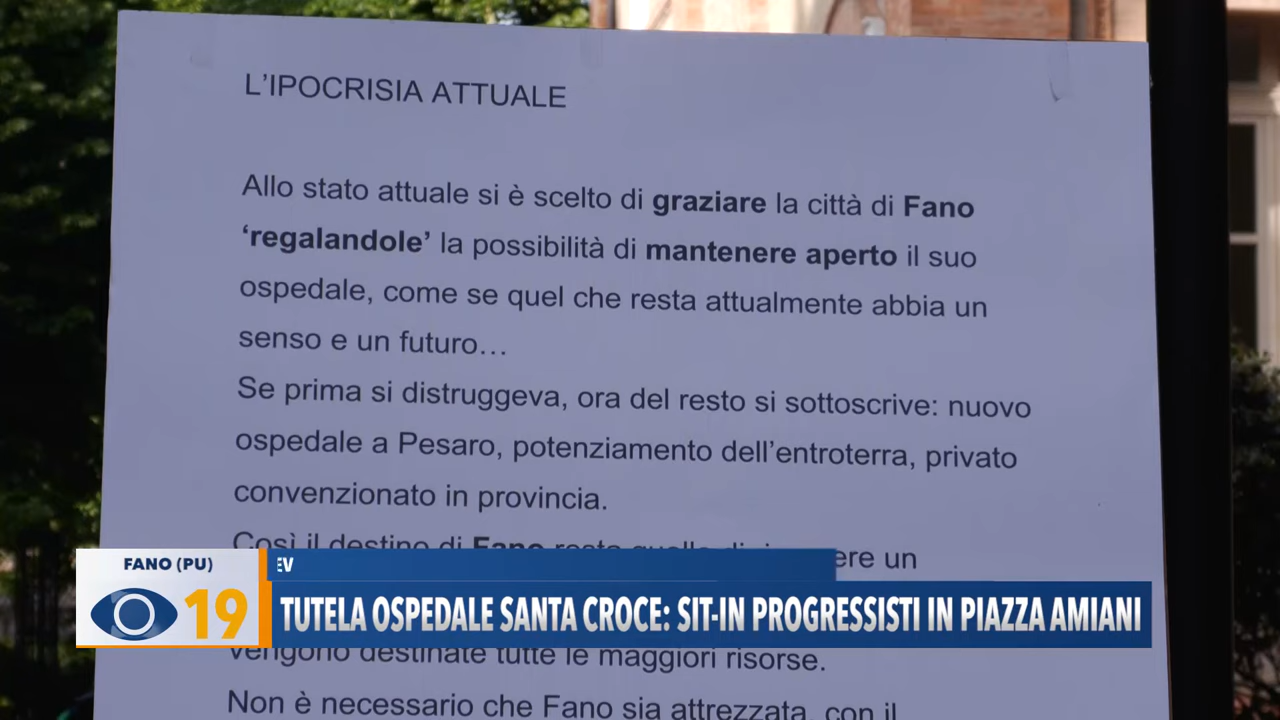 L'IPOCRISIA ATTUALE
Allo stato attuale si è scelto di graziare la città di Fano
‘regalandole’ la possibilità di mantenere aperto il suo
ospedale, come se quel che resta attualmente abbia un
senso e un futuro…
Se prima si distruggeva, ora del resto si sottoscrive: nuovo
ospedale a Pesaro, potenziamento dell'entroterra, privato
convenzionato in provincia.
Così il destino di Fano resta quello di un
FANO (PU)
EV
19
TUTELA OSPEDALE SANTA CROCE: SIT-IN PROGRESSISTI IN PIAZZA AMIANI
vengono destinate tutte le maggiori risorse.
Non è necessario che Fano sia attrezzata, con il